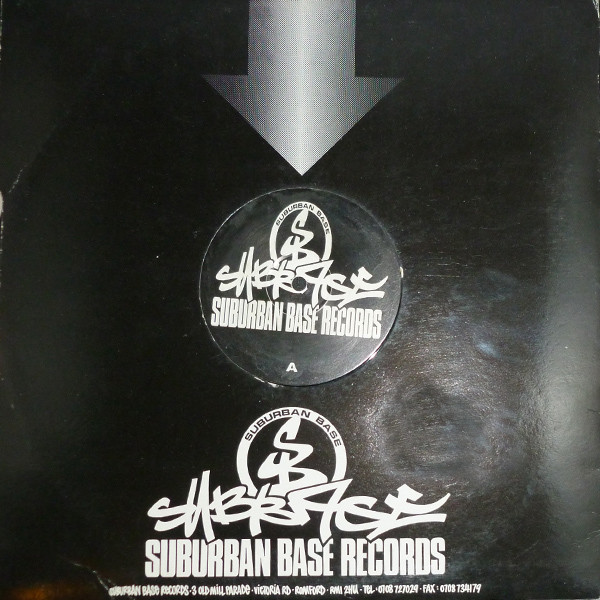 SUBURBAN BASE
SB
SUBBASE
SUBURBAN BASE RECORDS
A
SUBURBAN BASE
SB
SUBBASE
SUBURBAN BASE RECORDS
SUBURBAN BASE RECORDS · 3 OLD MILL PARADE · VICTORIA RD · ROMFORD · RM1 2HU · TEL · 0708 727029 · FAX : 0708 734179